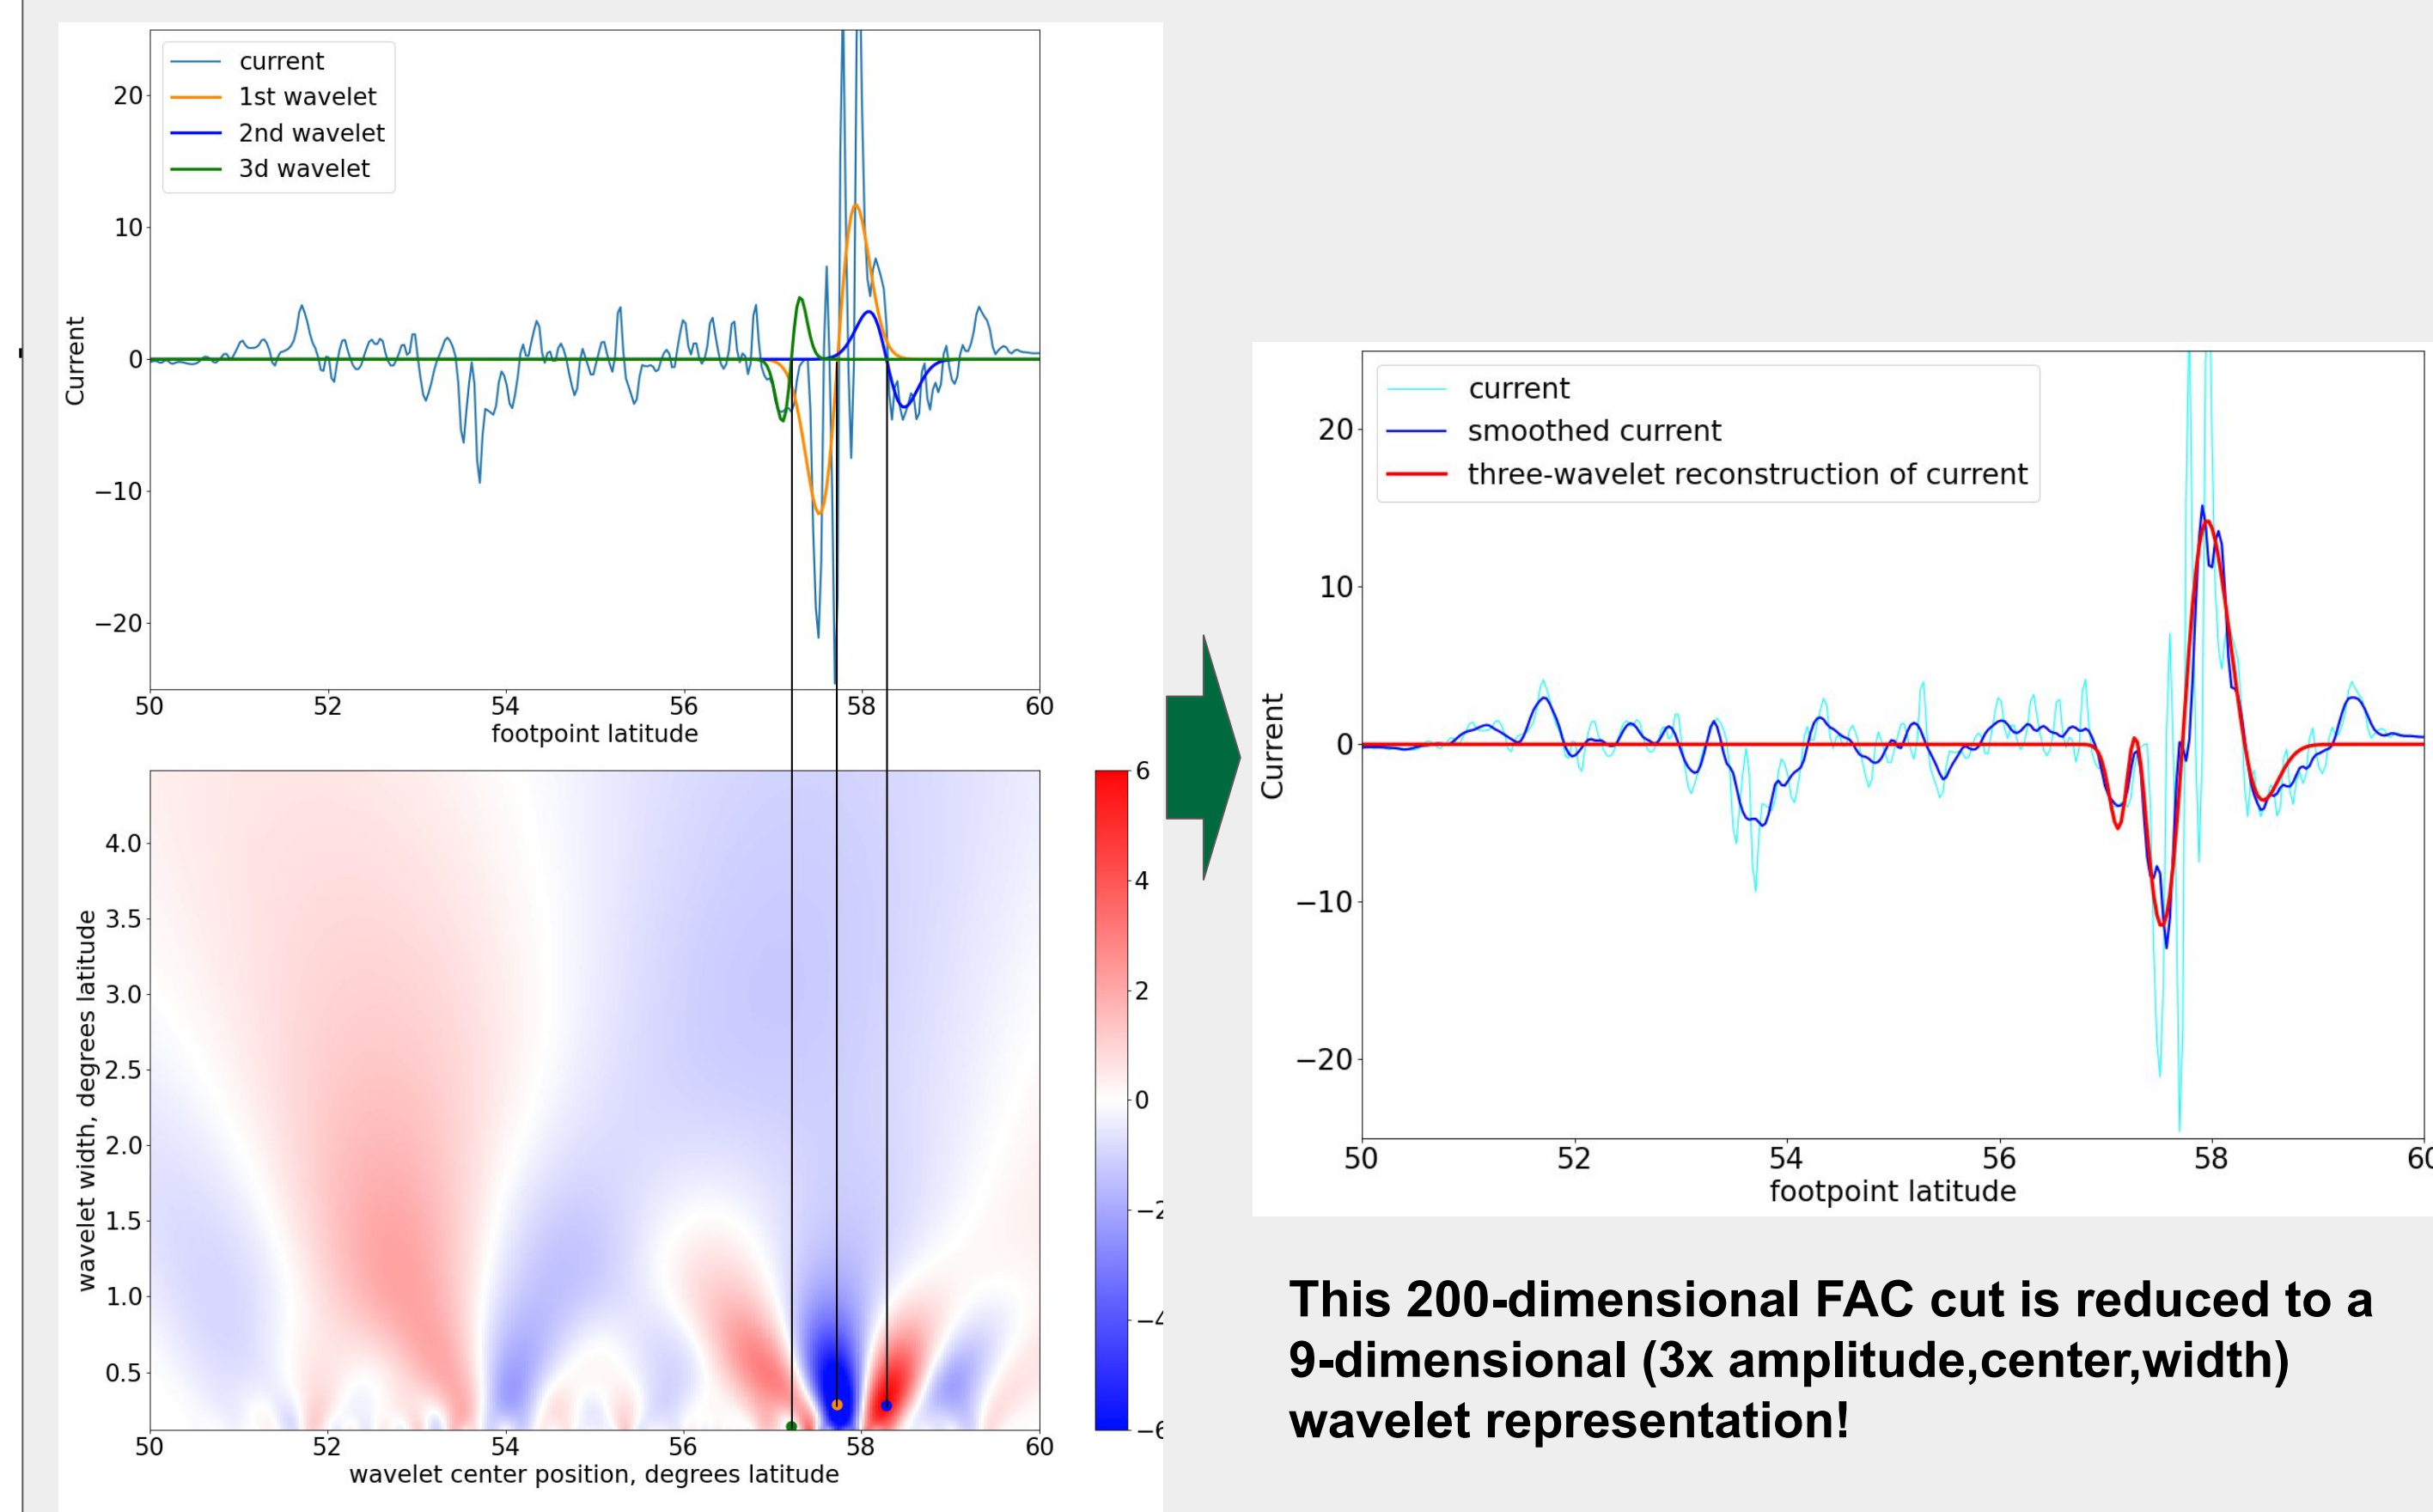 current
1st wavelet
2nd wavelet
3d wavelet
20
10
0
−10
−20
Current
50 52 54 56 58 60
footpoint latitude
4.0
3.5
3.0
2.5
2.0
1.5
1.0
0.5
wavelet width, degrees latitude
50 52 54 56 58 60
wavelet center position, degrees latitude
6
4
2
0
−2
−4
−6
current
smoothed current
three-wavelet reconstruction of current
20
10
0
−10
−20
Current
50 52 54 56 58 60
footpoint latitude
This 200-dimensional FAC cut is reduced to a
9-dimensional (3x amplitude,center,width)
wavelet representation!